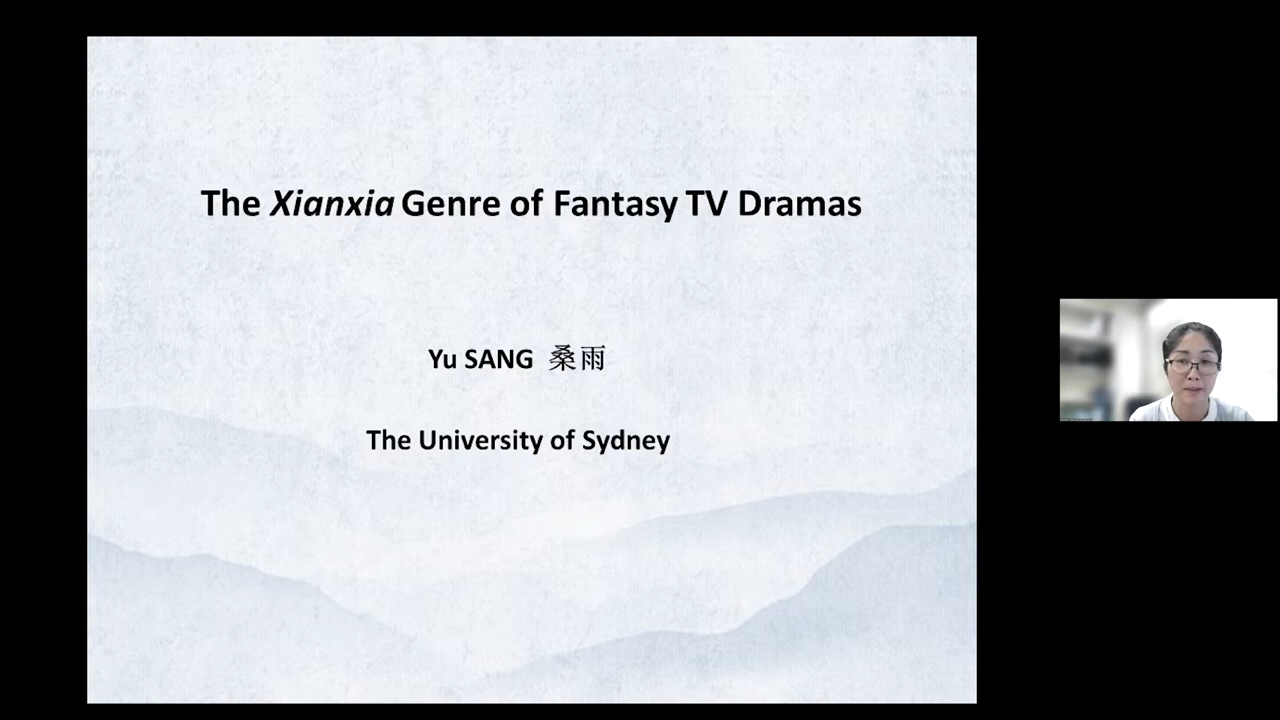 The Xianxia Genre of Fantasy TV Dramas
Yu SANG 桑雨
The University of Sydney